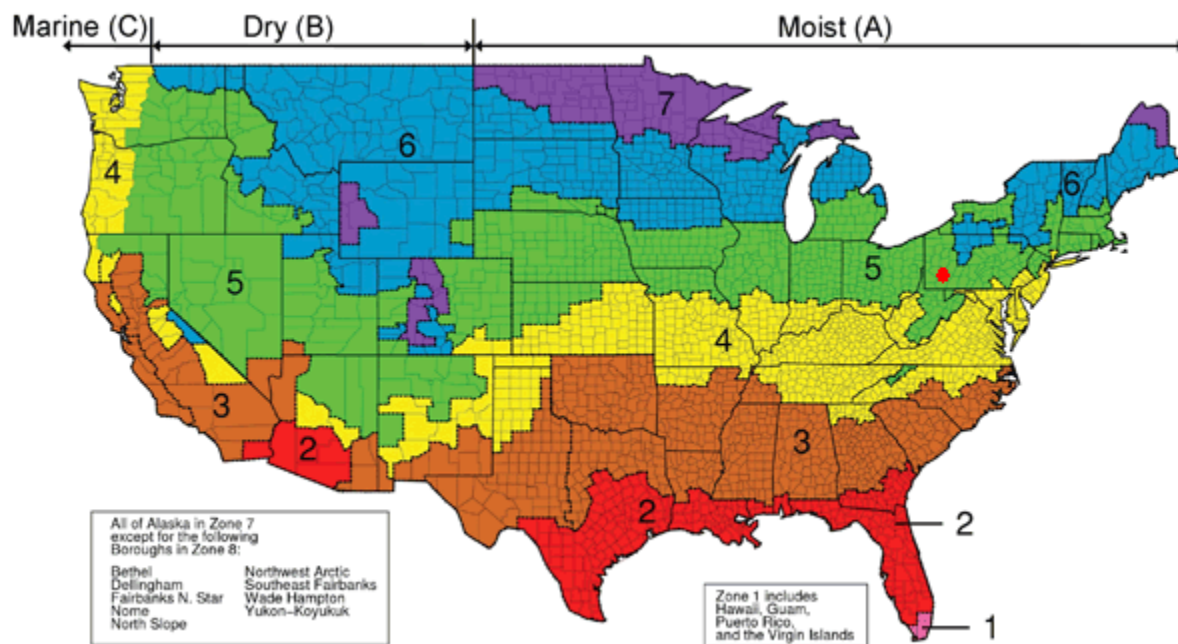 Marine (C) Dry (B) Moist (A)
7
6
4
6
5
5
4
3
3
2
2
2
1
All of Alaska in Zone 7
except for the following
Boroughs in Zone 8:
Bethel Northwest Arctic
Dellingham Southeast Fairbanks
Fairbanks N. Star Wade Hampton
Nome Yukon-Koyukuk
North Slope
Zone 1 includes
Hawaii, Guam,
Puerto Rico,
and the Virgin Islands